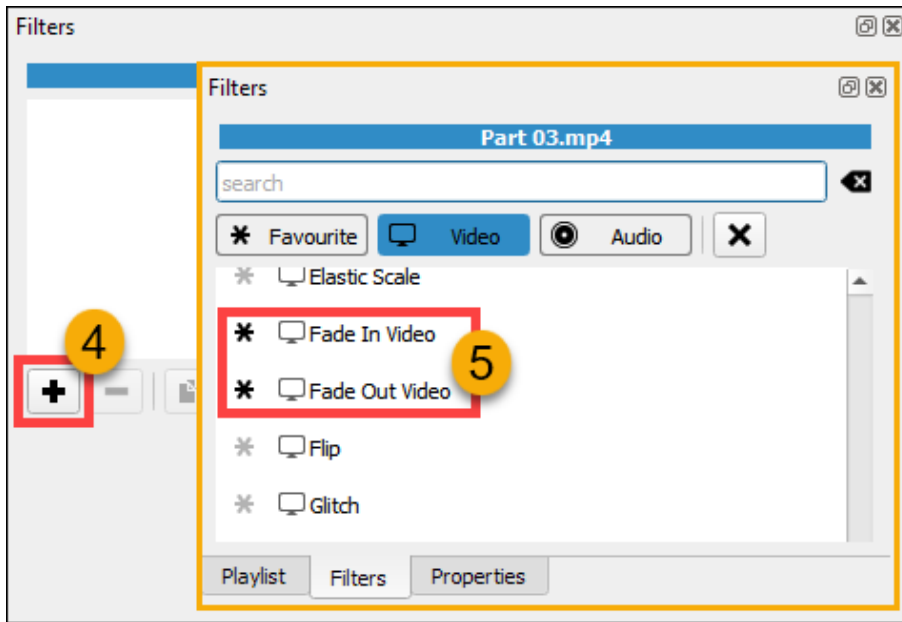 Filters
Filters
Part 03.mp4
search
Favourite Video Audio
Elastic Scale
4
Fade In Video
5
Fade Out Video
Flip
Glitch
Playlist Filters Properties